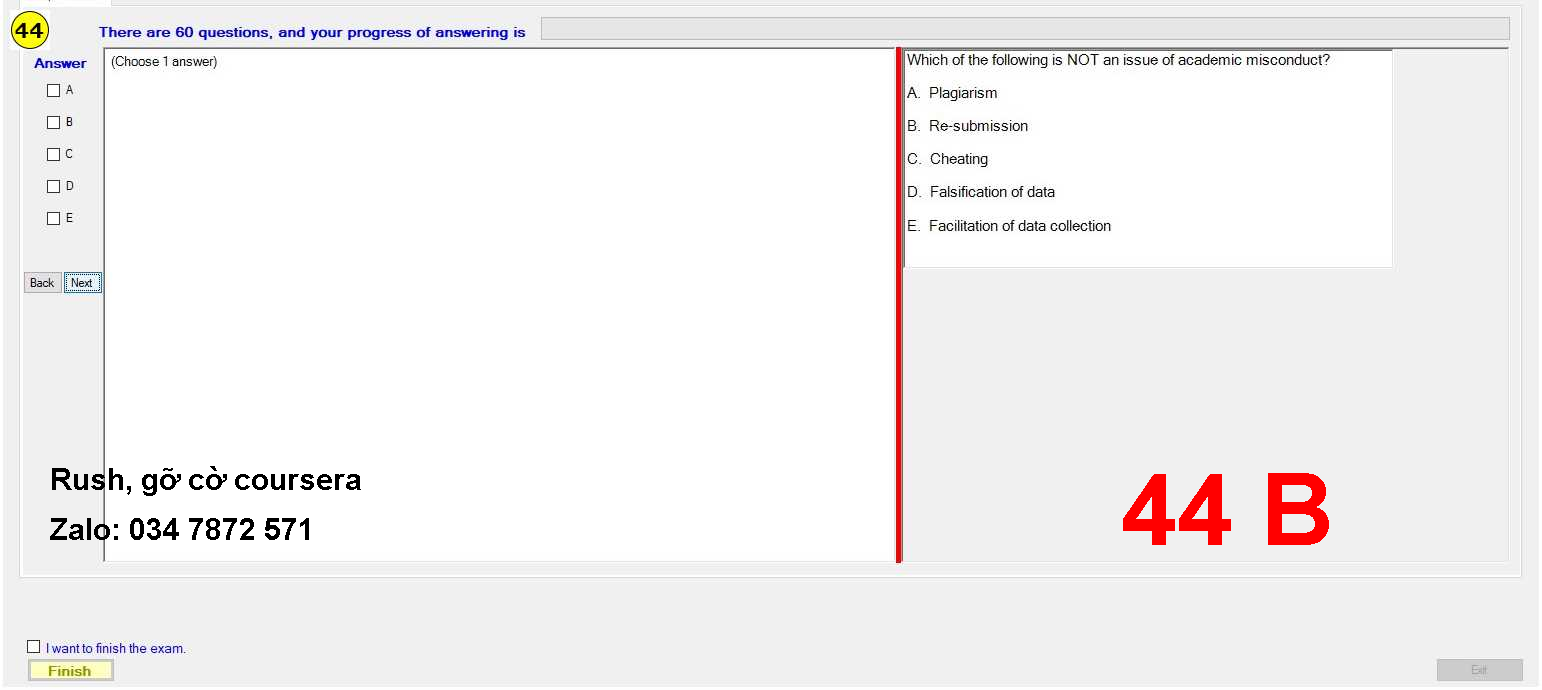 44
There are 60 questions, and your progress of answering is
Answer
A
B
C
D
E
Back Next
(Choose 1 answer)
Which of the following is NOT an issue of academic misconduct?
A. Plagiarism
B. Re-submission
C. Cheating
D. Falsification of data
E. Facilitation of data collection
Rush, gỡ cờ coursera
Zalo: 034 7872 571
44 B
I want to finish the exam.
Finish
Exit